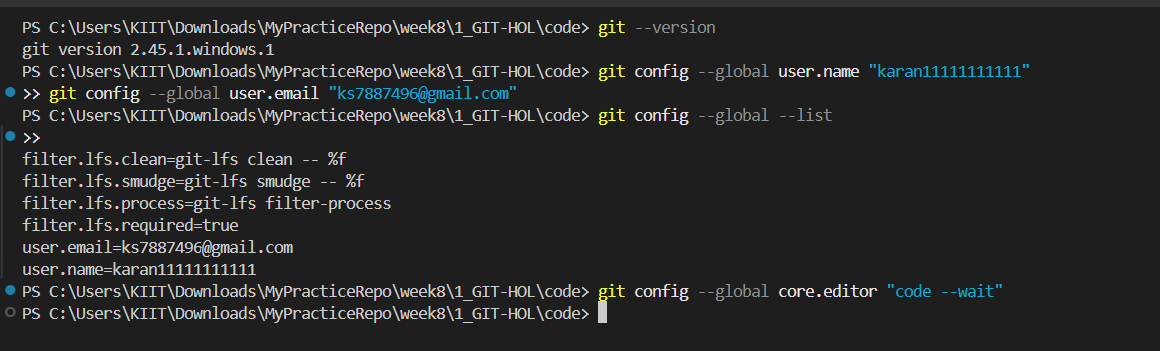 PS C:\Users\KIIT\Downloads\MyPracticeRepo\week8\1_GIT-HOL\code> git --version
git version 2.45.1.windows.1
PS C:\Users\KIIT\Downloads\MyPracticeRepo\week8\1_GIT-HOL\code> git config --global user.name "karan11111111111"
>> git config --global user.email "ks7887496@gmail.com"
PS C:\Users\KIIT\Downloads\MyPracticeRepo\week8\1_GIT-HOL\code> git config --global --list
>>
filter.lfs.clean=git-lfs clean -- %f
filter.lfs.smudge=git-lfs smudge -- %f
filter.lfs.process=git-lfs filter-process
filter.lfs.required=true
user.email=ks7887496@gmail.com
user.name=karan11111111111
PS C:\Users\KIIT\Downloads\MyPracticeRepo\week8\1_GIT-HOL\code> git config --global core.editor "code --wait"
PS C:\Users\KIIT\Downloads\MyPracticeRepo\week8\1_GIT-HOL\code>